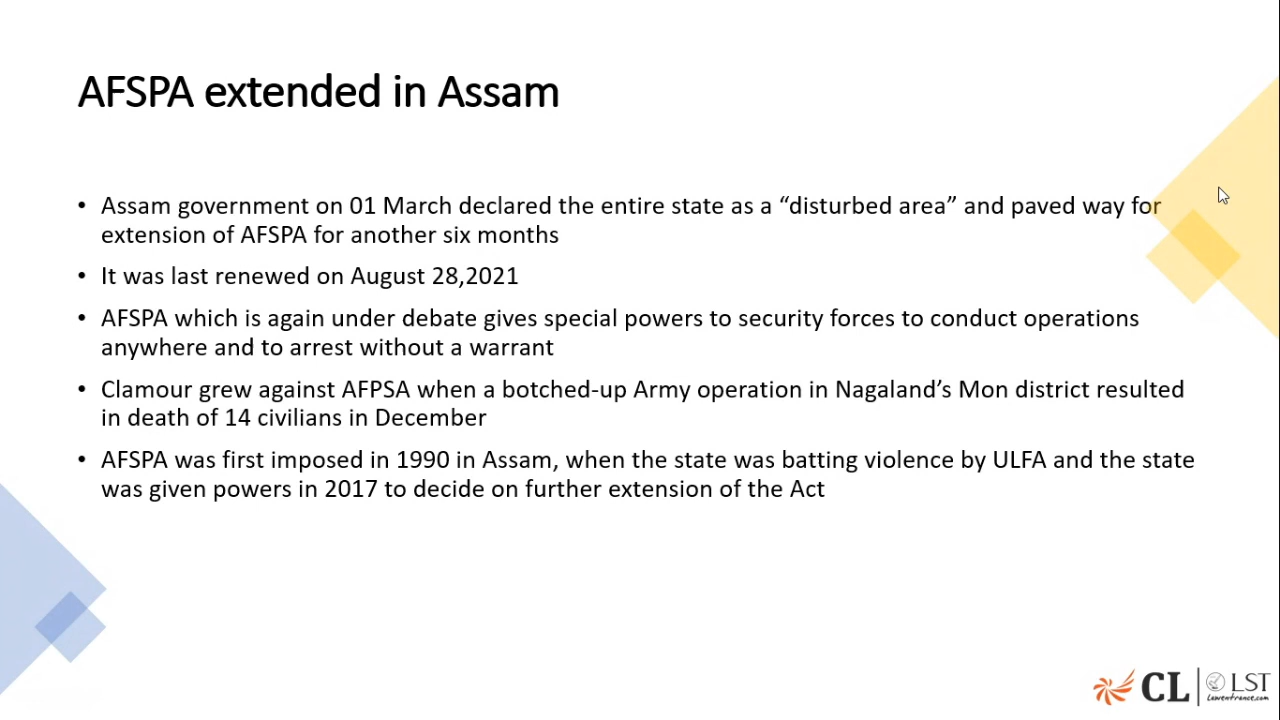 AFSPA extended in Assam
• Assam government on 01 March declared the entire state as a “disturbed area” and paved way for
extension of AFSPA for another six months
• It was last renewed on August 28,2021
• AFSPA which is again under debate gives special powers to security forces to conduct operations
anywhere and to arrest without a warrant
• Clamour grew against AFPSA when a botched-up Army operation in Nagaland’s Mon district resulted
in death of 14 civilians in December
• AFSPA was first imposed in 1990 in Assam, when the state was batting violence by ULFA and the state
was given powers in 2017 to decide on further extension of the Act
CL | LST
Lawentrance.com